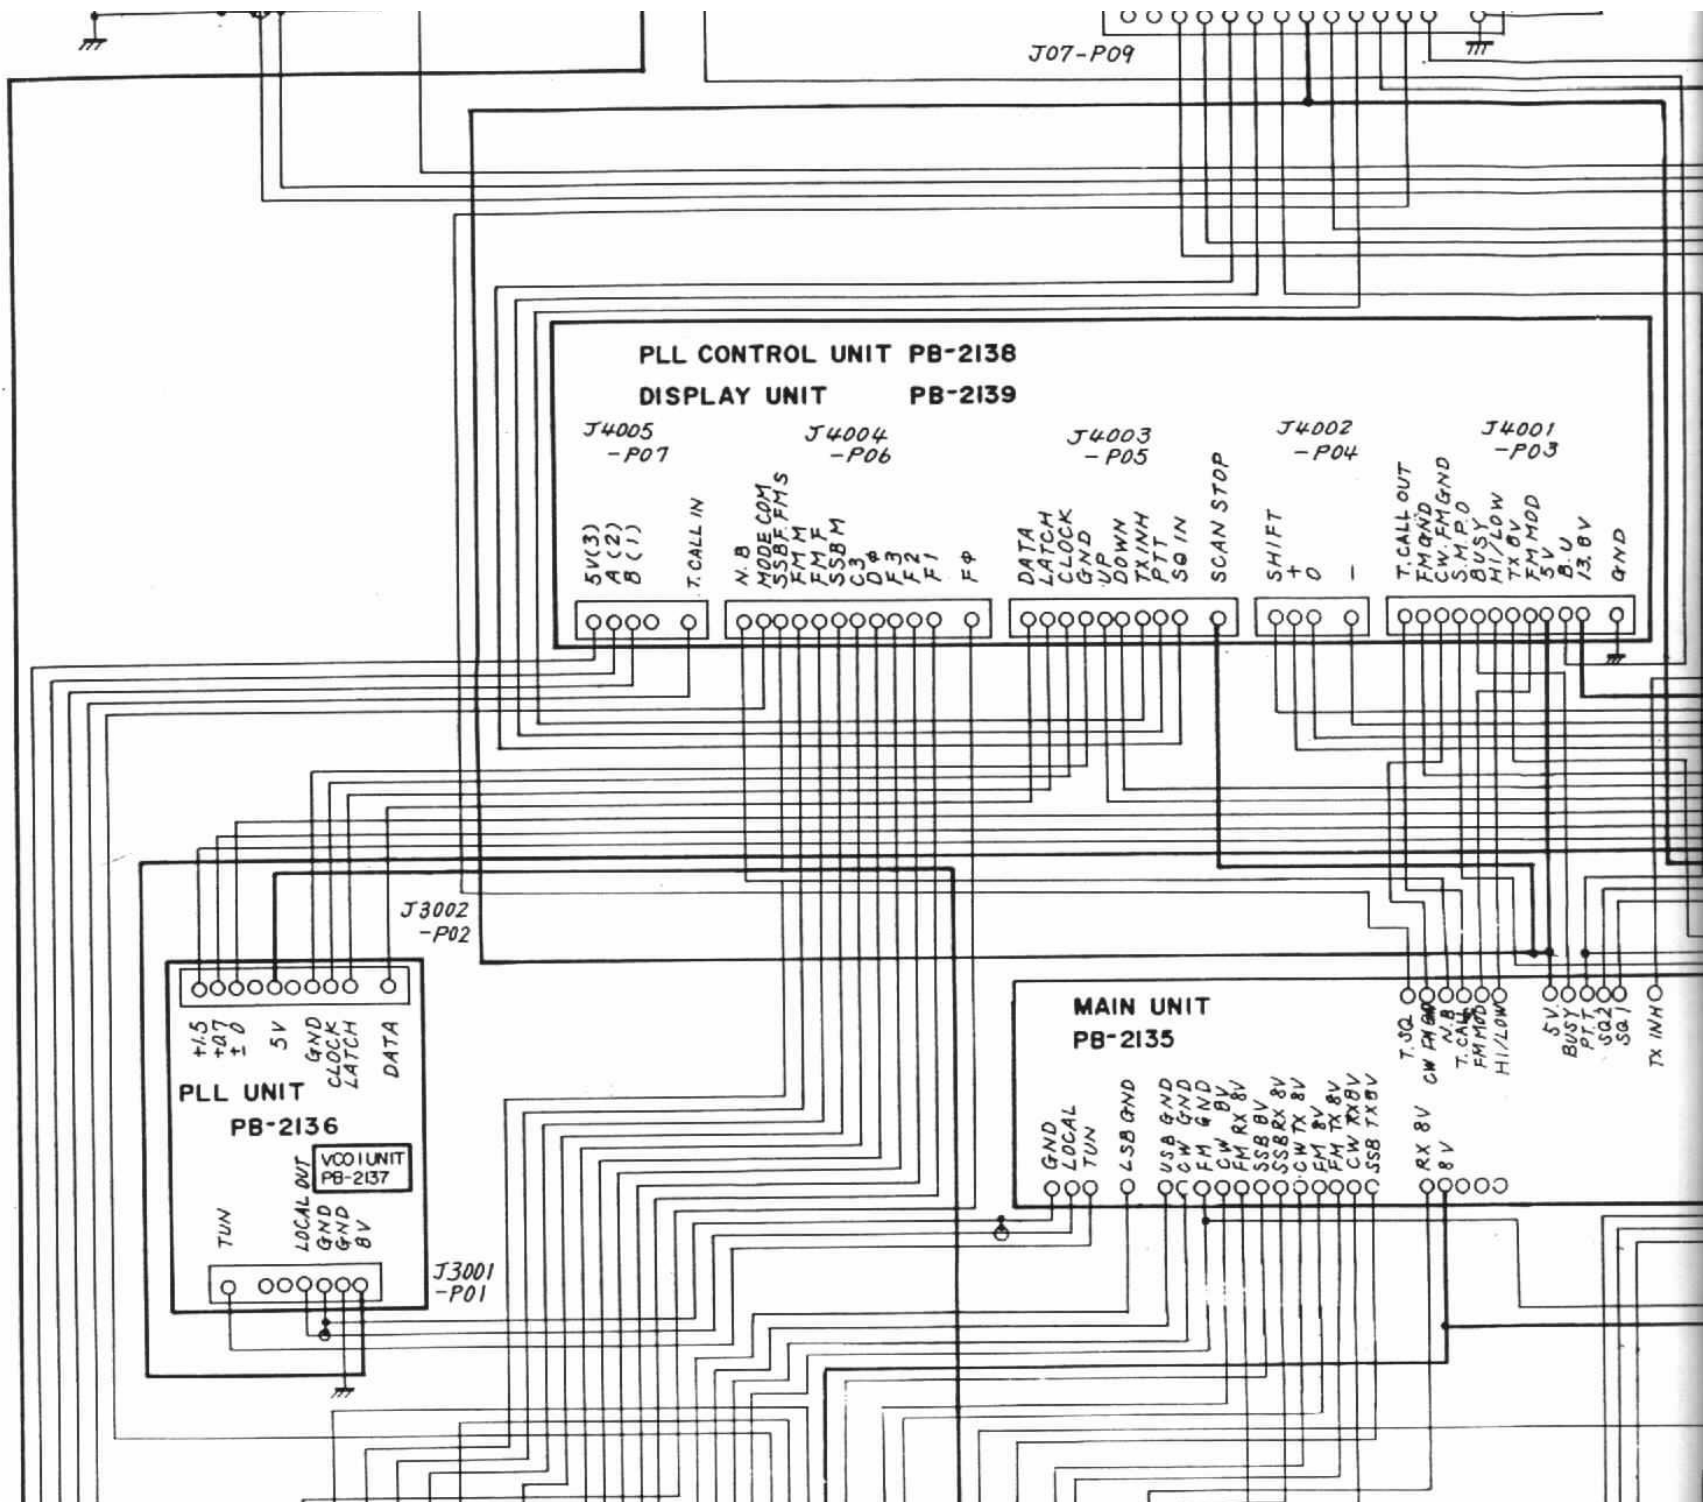 J07-P09
PLL CONTROL UNIT PB-2138
DISPLAY UNIT PB-2139
J4005
-P07
J4004
-P06
J4003
-P05
J4002
-P04
J4001
-P03
5V(3)
A(2)
B(1)
T.CALL IN
N.B
MODE COM
SSBF.FMS
FM M
FM F
SSB M
C3
DΦ
F3
F2
F1
FΦ
DATA
LATCH
CLOCK
GND
UP
DOWN
TX INH
PTT
SQ IN
SCAN STOP
SHIFT
+
O
-
T.CALL OUT
FM GND
CW.FM GND
S.M.P.O
BUSY
HI/LOW
TX 8V
FM MOD
5V
B.U
13.8V
GND
J3002
-P02
+1.5
+0.7
±0
5V
GND
CLOCK
LATCH
DATA
PLL UNIT
PB-2136
VCO1 UNIT
PB-2137
TUN
LOCAL OUT
GND
GND
8V
J3001
-P01
MAIN UNIT
PB-2135
T.SQ
N.B
T.CALL
FM MOD
HI/LOW
5V.
BUSY
P.T.T
SQ2
SQ1
TX INH
GND
LOCAL
TUN
LSB GND
USB GND
CW GND
FM GND
CW 8V
FM RX 8V
SSB 8V
SSB RX 8V
CW TX 8V
FM 8V
FM TX 8V
CW RX 8V
SSB TX 8V
RX 8V
8V